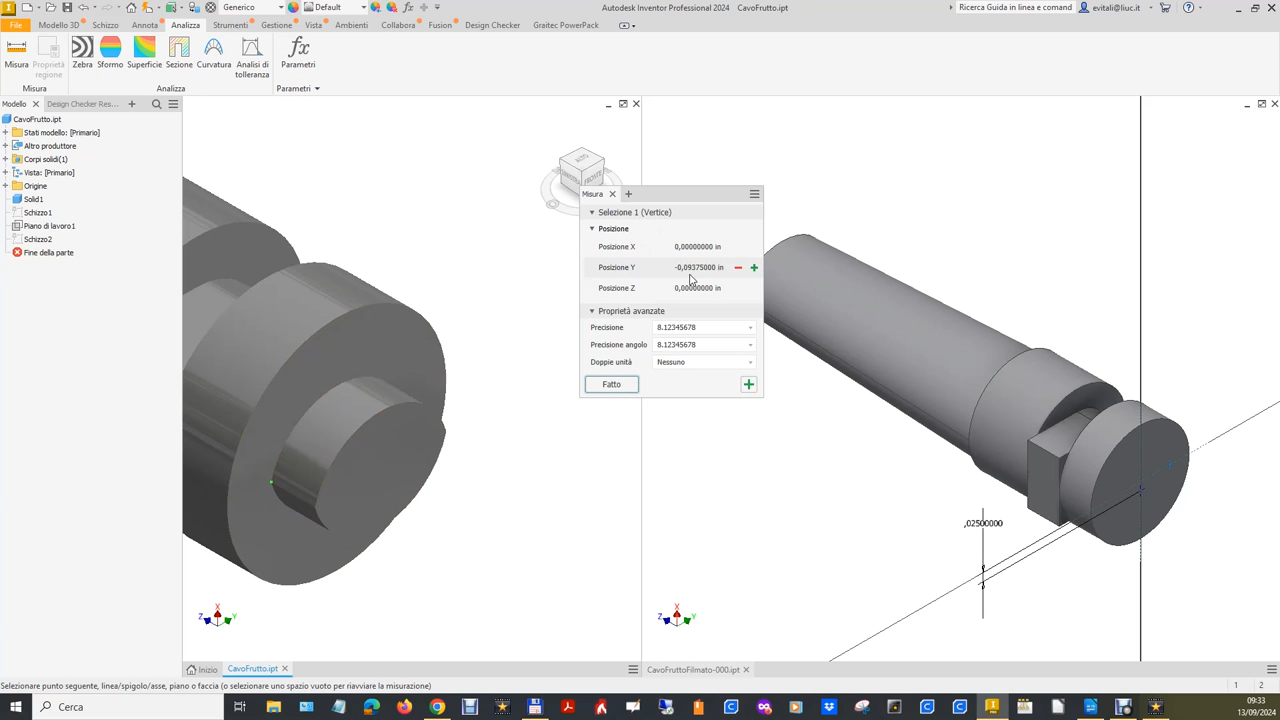 Generico
Default
Autodesk Inventor Professional 2024 CavoFrutto.ipt
Ricerca Guida in linea e comandi
evitali@liuc.it
File
Modello 3D
Schizzo
Annota
Analizza
Strumenti
Gestione
Vista
Ambienti
Collabora
Fusion
Design Checker
Graitec PowerPack
Misura
Proprietà
regione
Zebra
Sformo
Superficie
Sezione
Curvatura
Analisi di
tolleranza
fx
Parametri
Misura
Analizza
Parametri
Modello
Design Checker Res...
CavoFrutto.ipt
Stati modello: [Primario]
Altro produttore
Corpi solidi(1)
Vista: [Primario]
Origine
Solid1
Schizzo1
Piano di lavoro1
Schizzo2
Fine della parte
ALTO
FRONTE
Misura
Selezione 1 (Vertice)
Posizione
Posizione X 0,00000000 in
Posizione Y -0,09375000 in
Posizione Z 0,00000000 in
Proprietà avanzate
Precisione 8.12345678
Precisione angolo 8.12345678
Doppie unità Nessuno
Fatto
,02500000
X
Z
Y
X
Z
Y
Inizio
CavoFrutto.ipt
CavoFruttoFilmato-000.ipt
Selezionare punto seguente, linea/spigolo/asse, piano o faccia (o selezionare uno spazio vuoto per riavviare la misurazione)
1
2
Cerca
09:33
13/09/2024